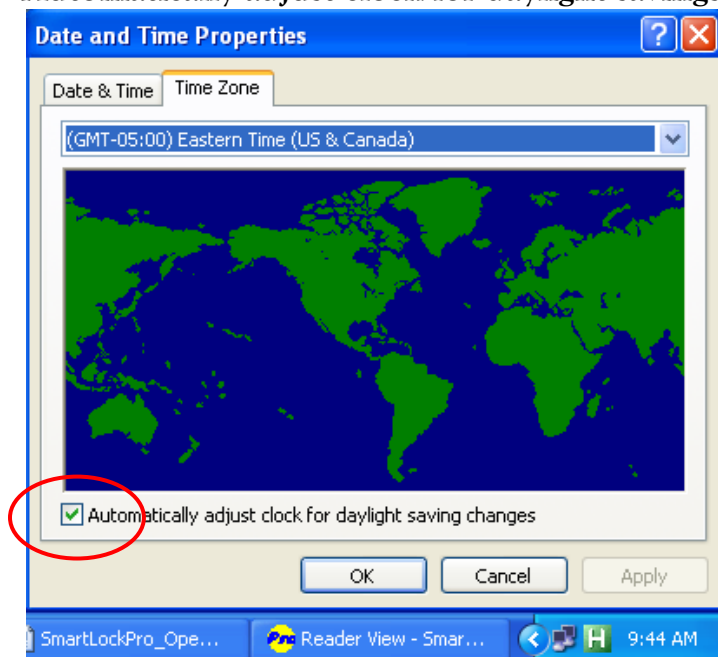 Date and Time Properties
Date & Time Time Zone
(GMT-05:00) Eastern Time (US & Canada)
Automatically adjust clock for daylight saving changes
OK Cancel Apply
SmartLockPro_Ope... Pro Reader View - Smar... H 9:44 AM